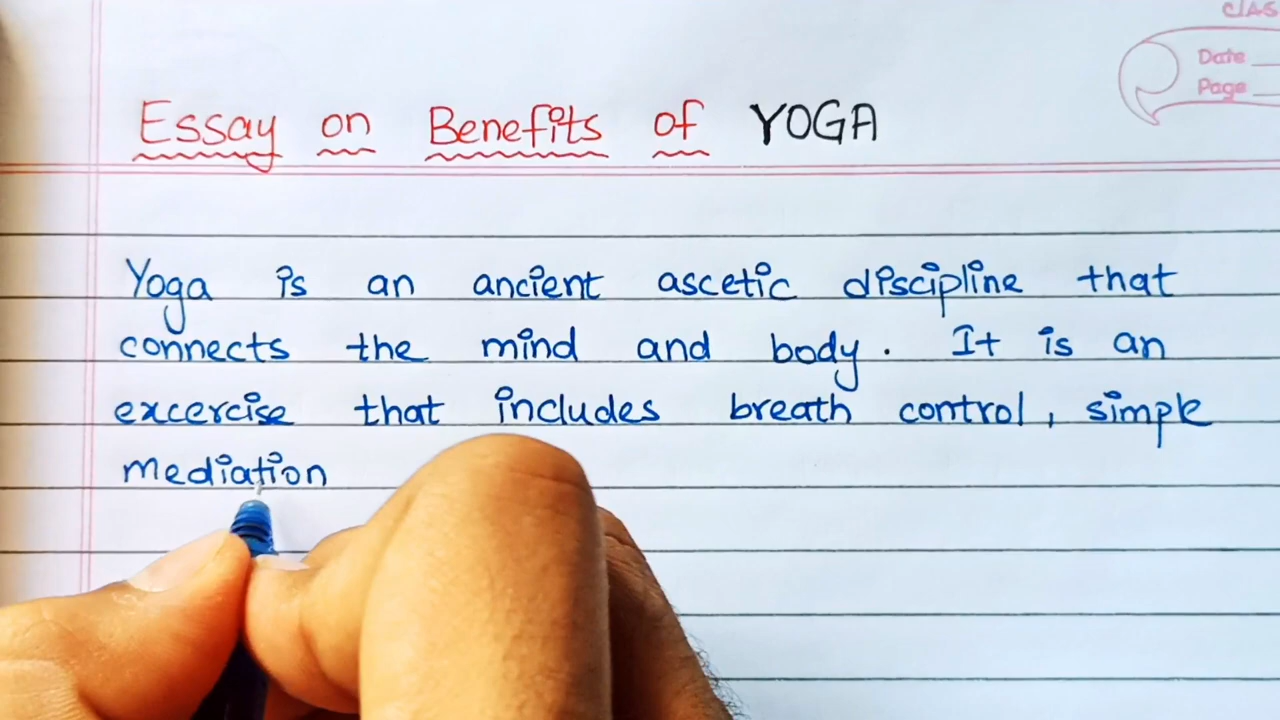 CLAS
Date
Page
Essay on Benefits of YOGA
Yoga is an ancient ascetic discipline that
connects the mind and body. It is an
excercise that includes breath control, simple
mediation